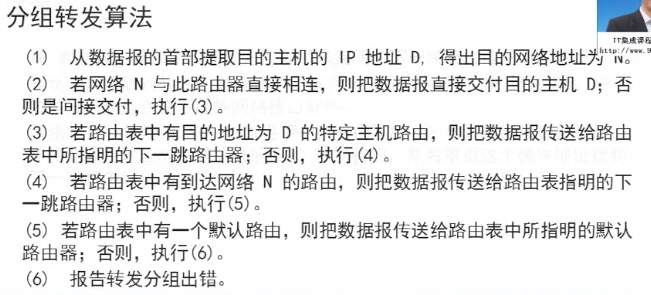 分组转发算法
IT集成课程
http://www.9
(1) 从数据报的首部提取目的主机的 IP 地址 D, 得出目的网络地址为 N。
(2) 若网络 N 与此路由器直接相连，则把数据报直接交付目的主机 D；否
则是间接交付，执行(3)。
(3) 若路由表中有目的地址为 D 的特定主机路由，则把数据报传送给路由
表中所指明的下一跳路由器；否则，执行(4)。
(4) 若路由表中有到达网络 N 的路由，则把数据报传送给路由表指明的下
一跳路由器；否则，执行(5)。
(5) 若路由表中有一个默认路由，则把数据报传送给路由表中所指明的默认
路由器；否则，执行(6)。
(6) 报告转发分组出错。